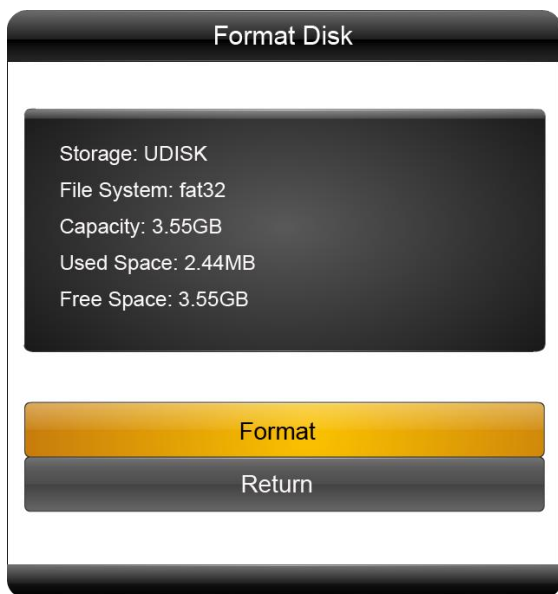 Format Disk
Storage: UDISK
File System: fat32
Capacity: 3.55GB
Used Space: 2.44MB
Free Space: 3.55GB
Format
Return